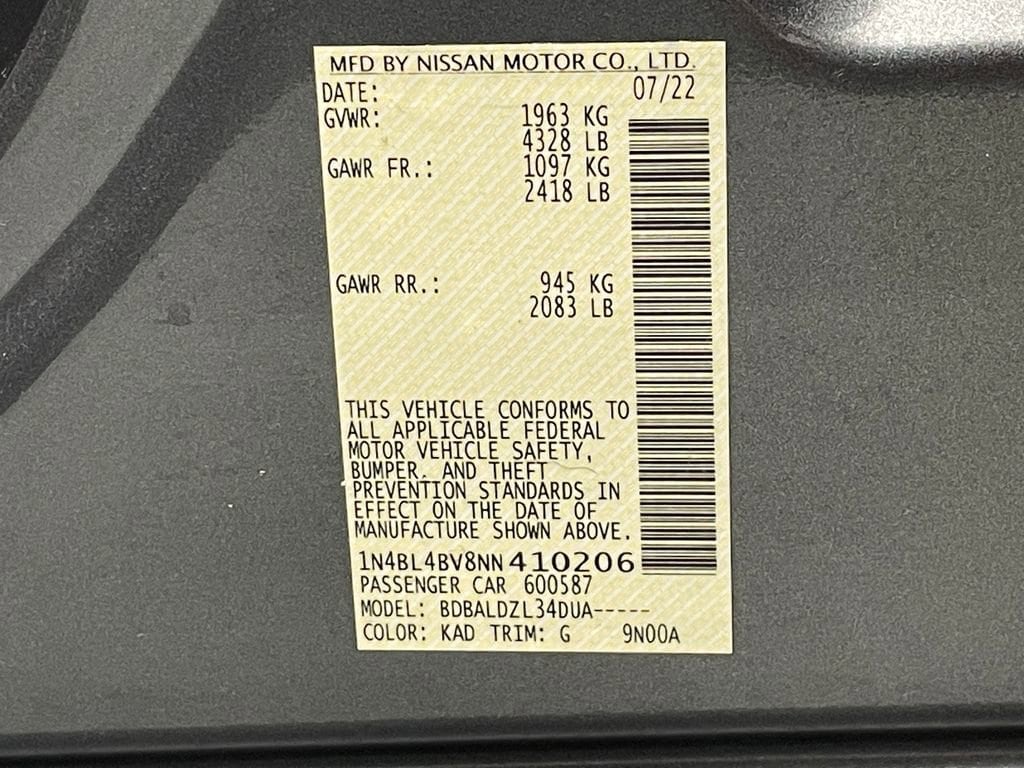 MFD BY NISSAN MOTOR CO., LTD.
DATE: 07/22
GVWR: 1963 KG
4328 LB
GAWR FR.: 1097 KG
2418 LB
GAWR RR.: 945 KG
2083 LB
THIS VEHICLE CONFORMS TO
ALL APPLICABLE FEDERAL
MOTOR VEHICLE SAFETY,
BUMPER, AND THEFT
PREVENTION STANDARDS IN
EFFECT ON THE DATE OF
MANUFACTURE SHOWN ABOVE.
1N4BL4BV8NN410206
PASSENGER CAR 600587
MODEL: BDBALDZL34DUA-----
COLOR: KAD TRIM: G 9N00A